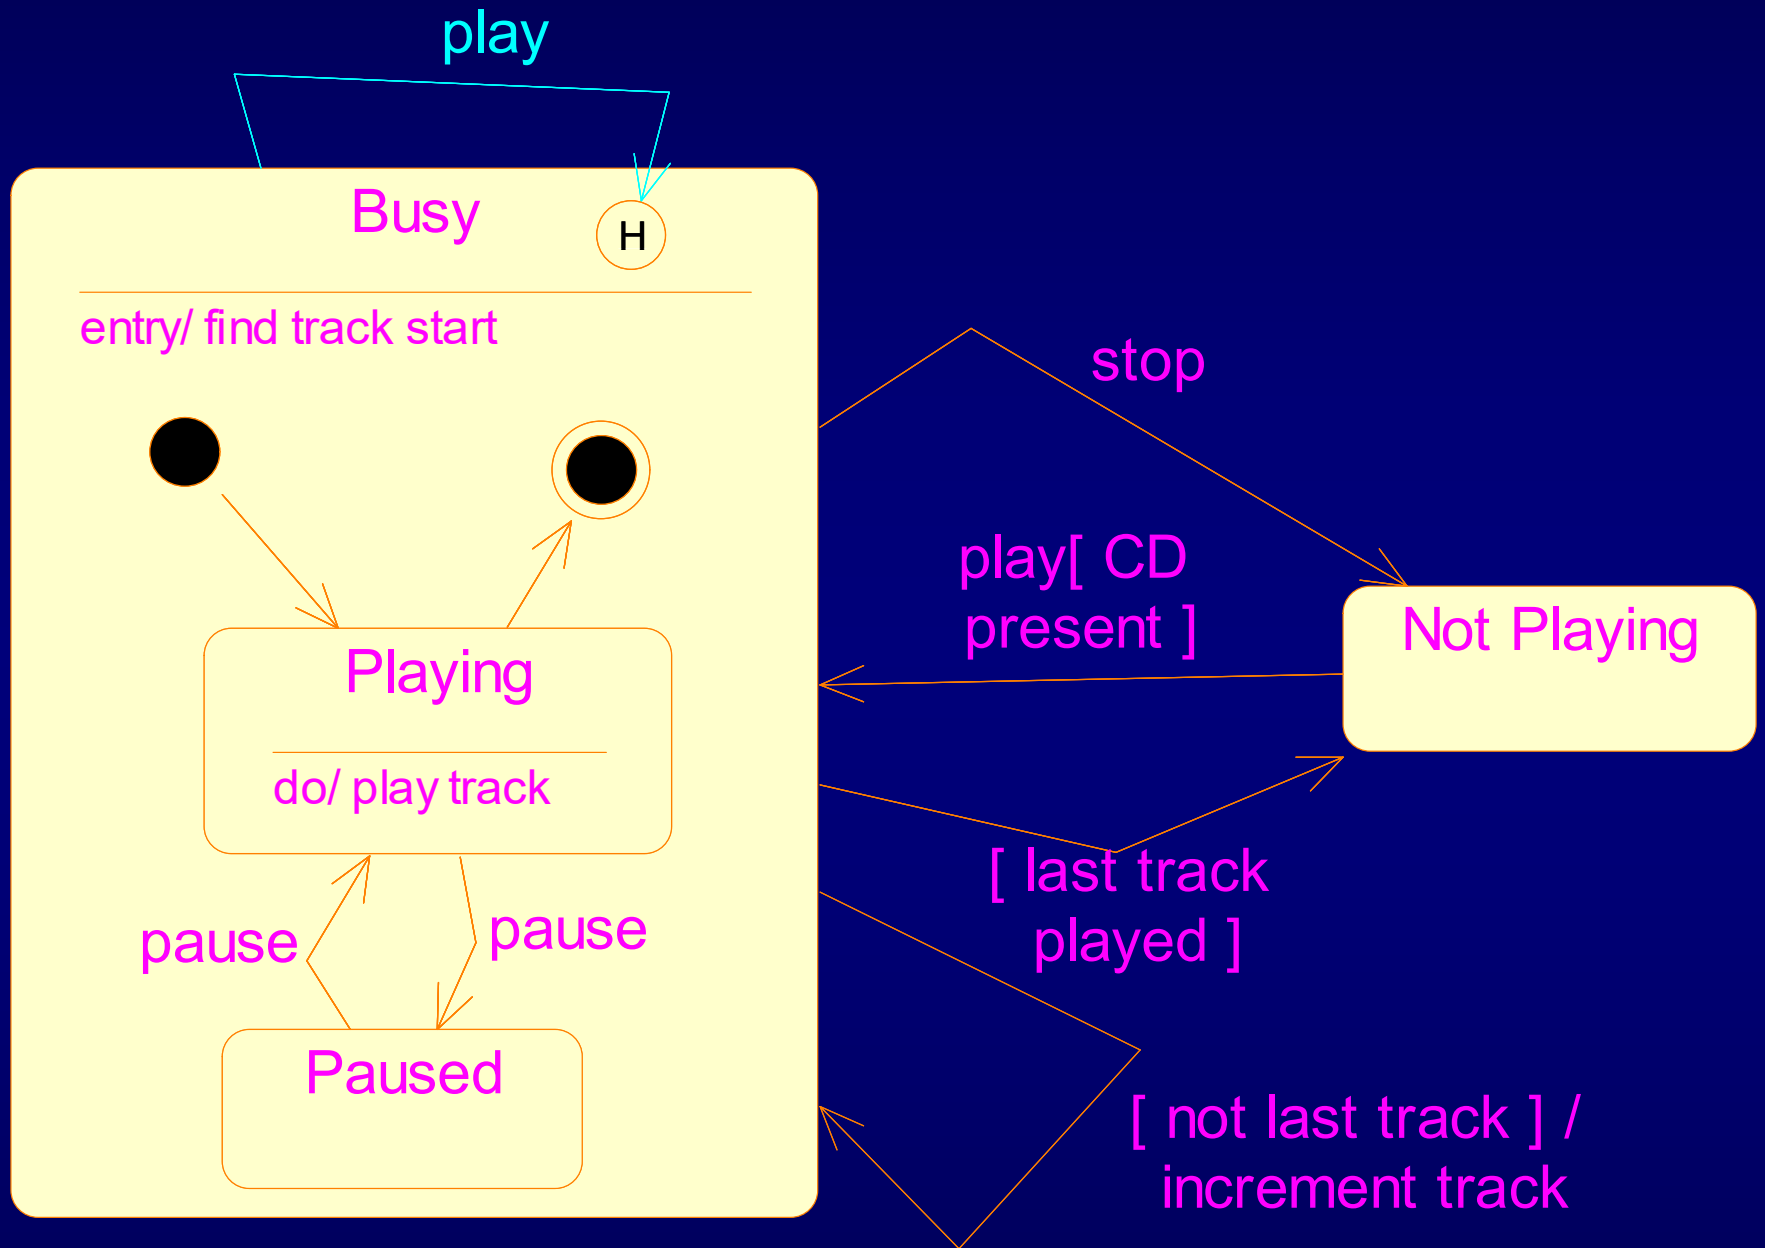 play
Busy
H
entry/ find track start
stop
play[ CD
present ]
Not Playing
Playing
do/ play track
[ last track
played ]
pause
pause
Paused
[ not last track ] /
increment track